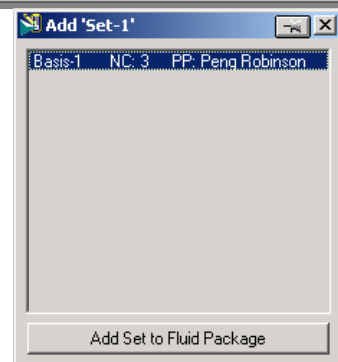 Add 'Set-1'
Basis-1 NC: 3 PP: Peng Robinson
Add Set to Fluid Package